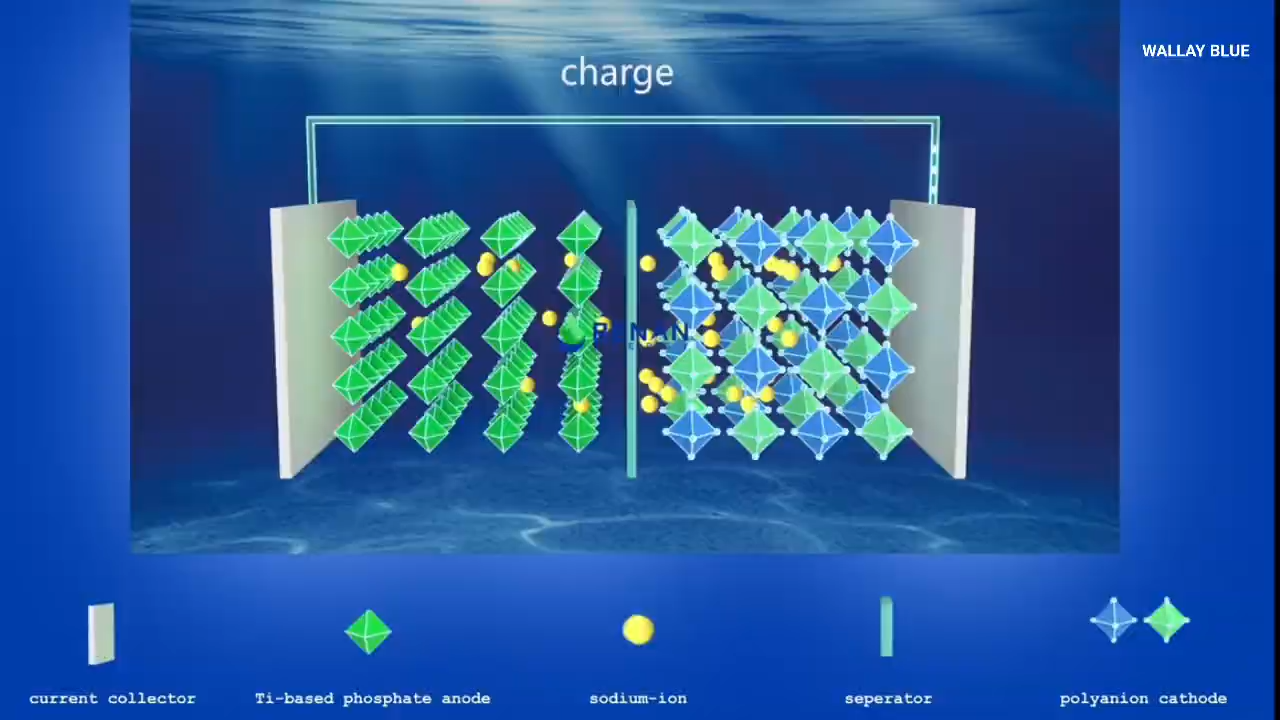 WALLAY BLUE
charge
current collector
Ti-based phosphate anode
sodium-ion
seperator
polyanion cathode